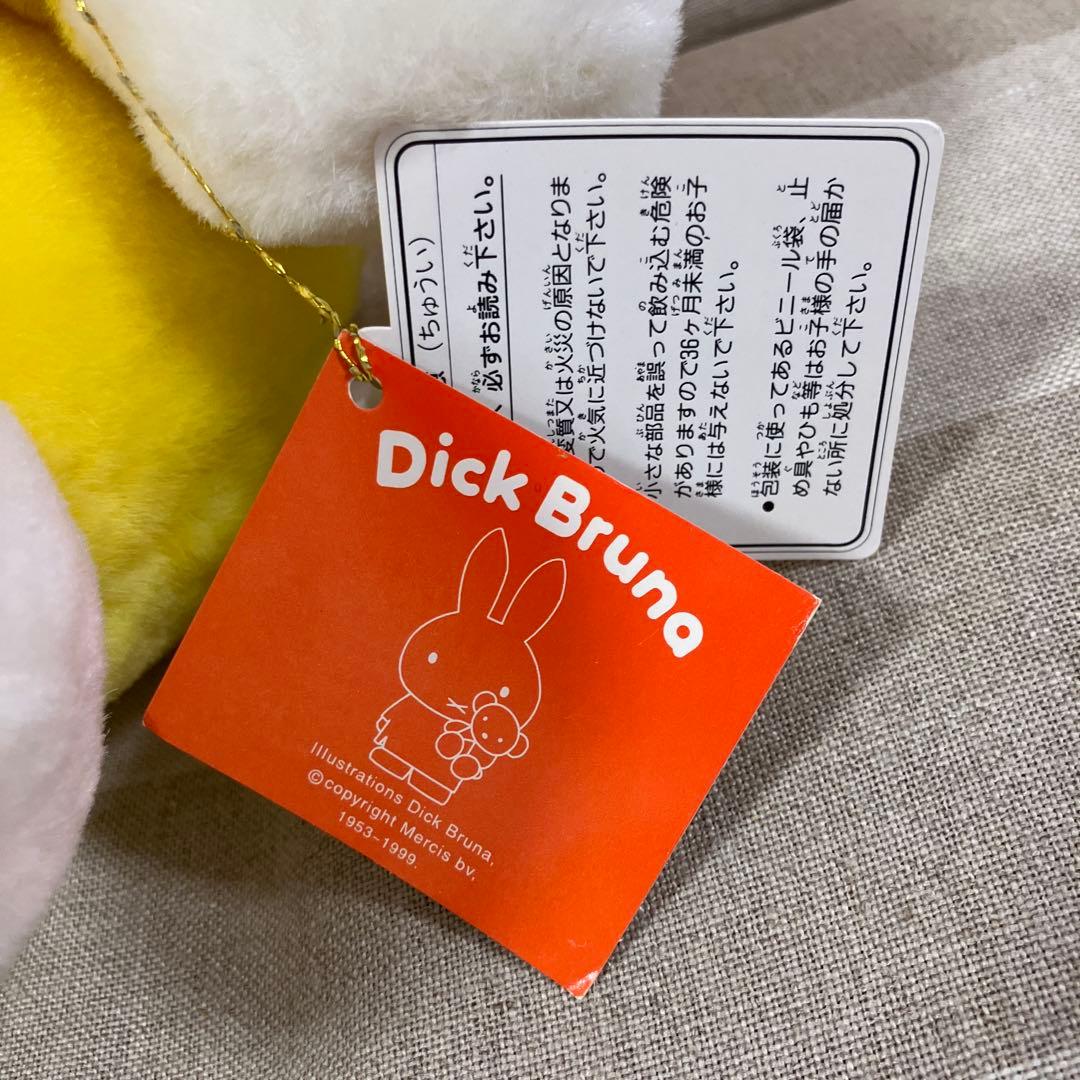 Dick Bruna
Illustrations Dick Bruna,
©copyright Mercis bv,
1953-1999.
(ちゅうい)
必ずお読み下さい。
変質又は火災の原因となりま
で火気に近づけないで下さい。
小さな部品を誤って飲み込む危険
がありますので36ヶ月未満のお子
様には与えないで下さい。
●包装に使ってあるビニール袋、止
め具やひも等はお子様の手の届か
ない所に処分して下さい。